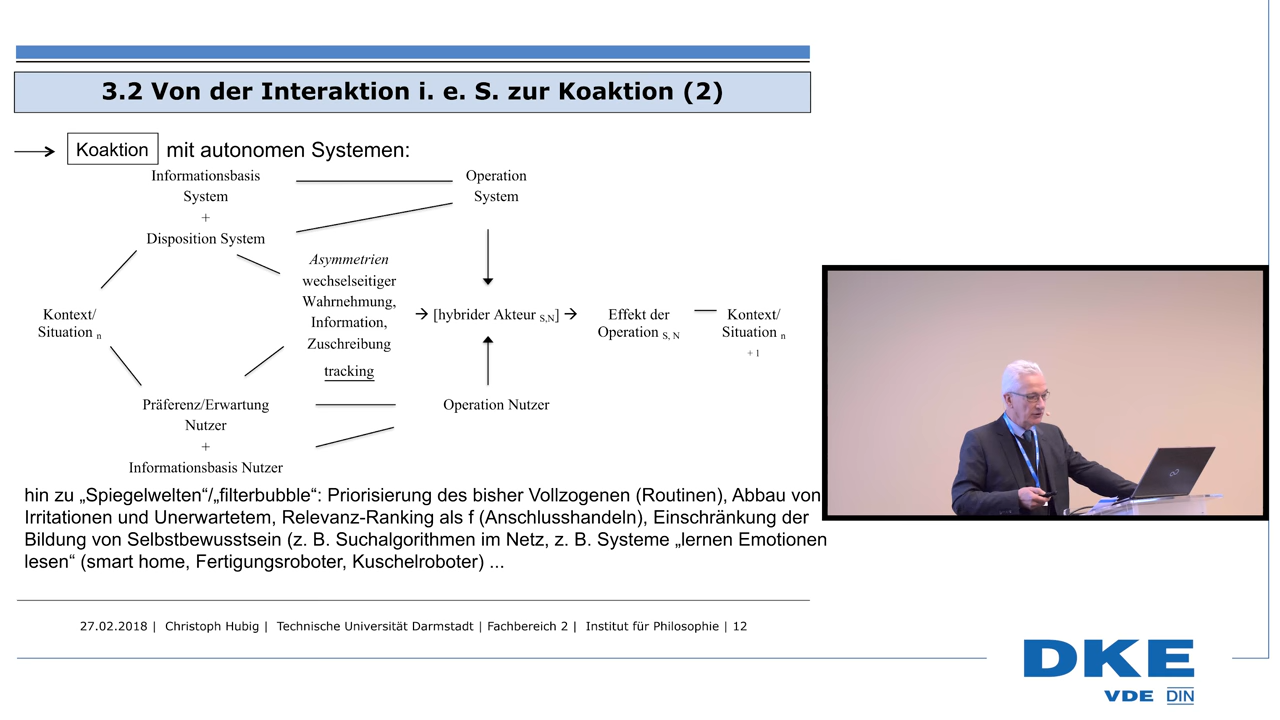 3.2 Von der Interaktion i. e. S. zur Koaktion (2)
Koaktion mit autonomen Systemen:
Informationsbasis
System
+
Disposition System
Operation
System
Asymmetrien
wechselseitiger
Wahrnehmung,
Information,
Zuschreibung
tracking
Kontext/
Situation n
→ [hybrider Akteur S,N] →
Effekt der
Operation S, N
Kontext/
Situation n
+ 1
Präferenz/Erwartung
Nutzer
+
Informationsbasis Nutzer
Operation Nutzer
hin zu „Spiegelwelten“/„filterbubble“: Priorisierung des bisher Vollzogenen (Routinen), Abbau von
Irritationen und Unerwartetem, Relevanz-Ranking als f (Anschlusshandeln), Einschränkung der
Bildung von Selbstbewusstsein (z. B. Suchalgorithmen im Netz, z. B. Systeme „lernen Emotionen
lesen“ (smart home, Fertigungsroboter, Kuschelroboter) ...
27.02.2018 | Christoph Hubig | Technische Universität Darmstadt | Fachbereich 2 | Institut für Philosophie | 12
DKE
VDE DIN